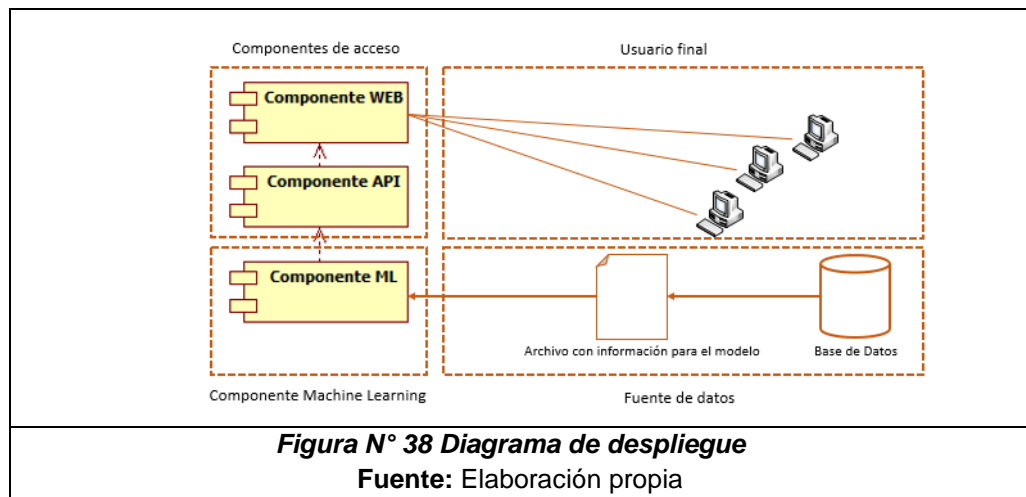 Componentes de acceso
Usuario final
Componente WEB
Componente API
Componente ML
Archivo con información para el modelo
Base de Datos
Componente Machine Learning
Fuente de datos
Figura N° 38 Diagrama de despliegue
Fuente: Elaboración propia